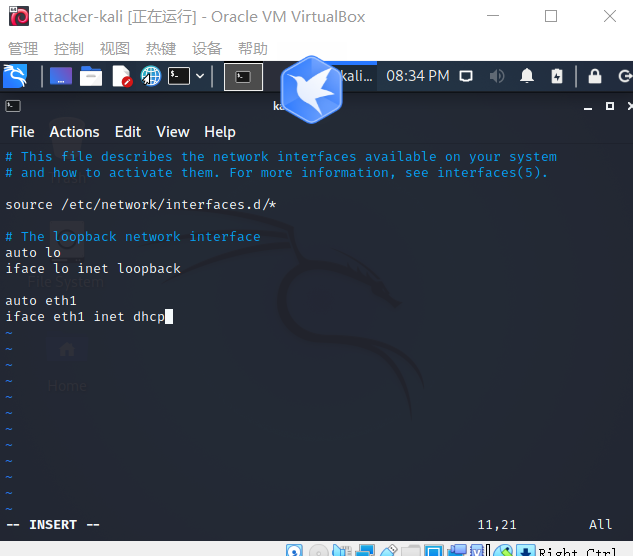 attacker-kali [正在运行] - Oracle VM VirtualBox
管理 控制 视图 热键 设备 帮助
kali... 08:34 PM
File Actions Edit View Help
# This file describes the network interfaces available on your system
# and how to activate them. For more information, see interfaces(5).
source /etc/network/interfaces.d/*
# The loopback network interface
auto lo
iface lo inet loopback
File System
auto eth1
iface eth1 inet dhcp
~
~
~
Home
~
~
~
~
~
~
~
~
~
-- INSERT -- 11,21 All
Right Ctrl